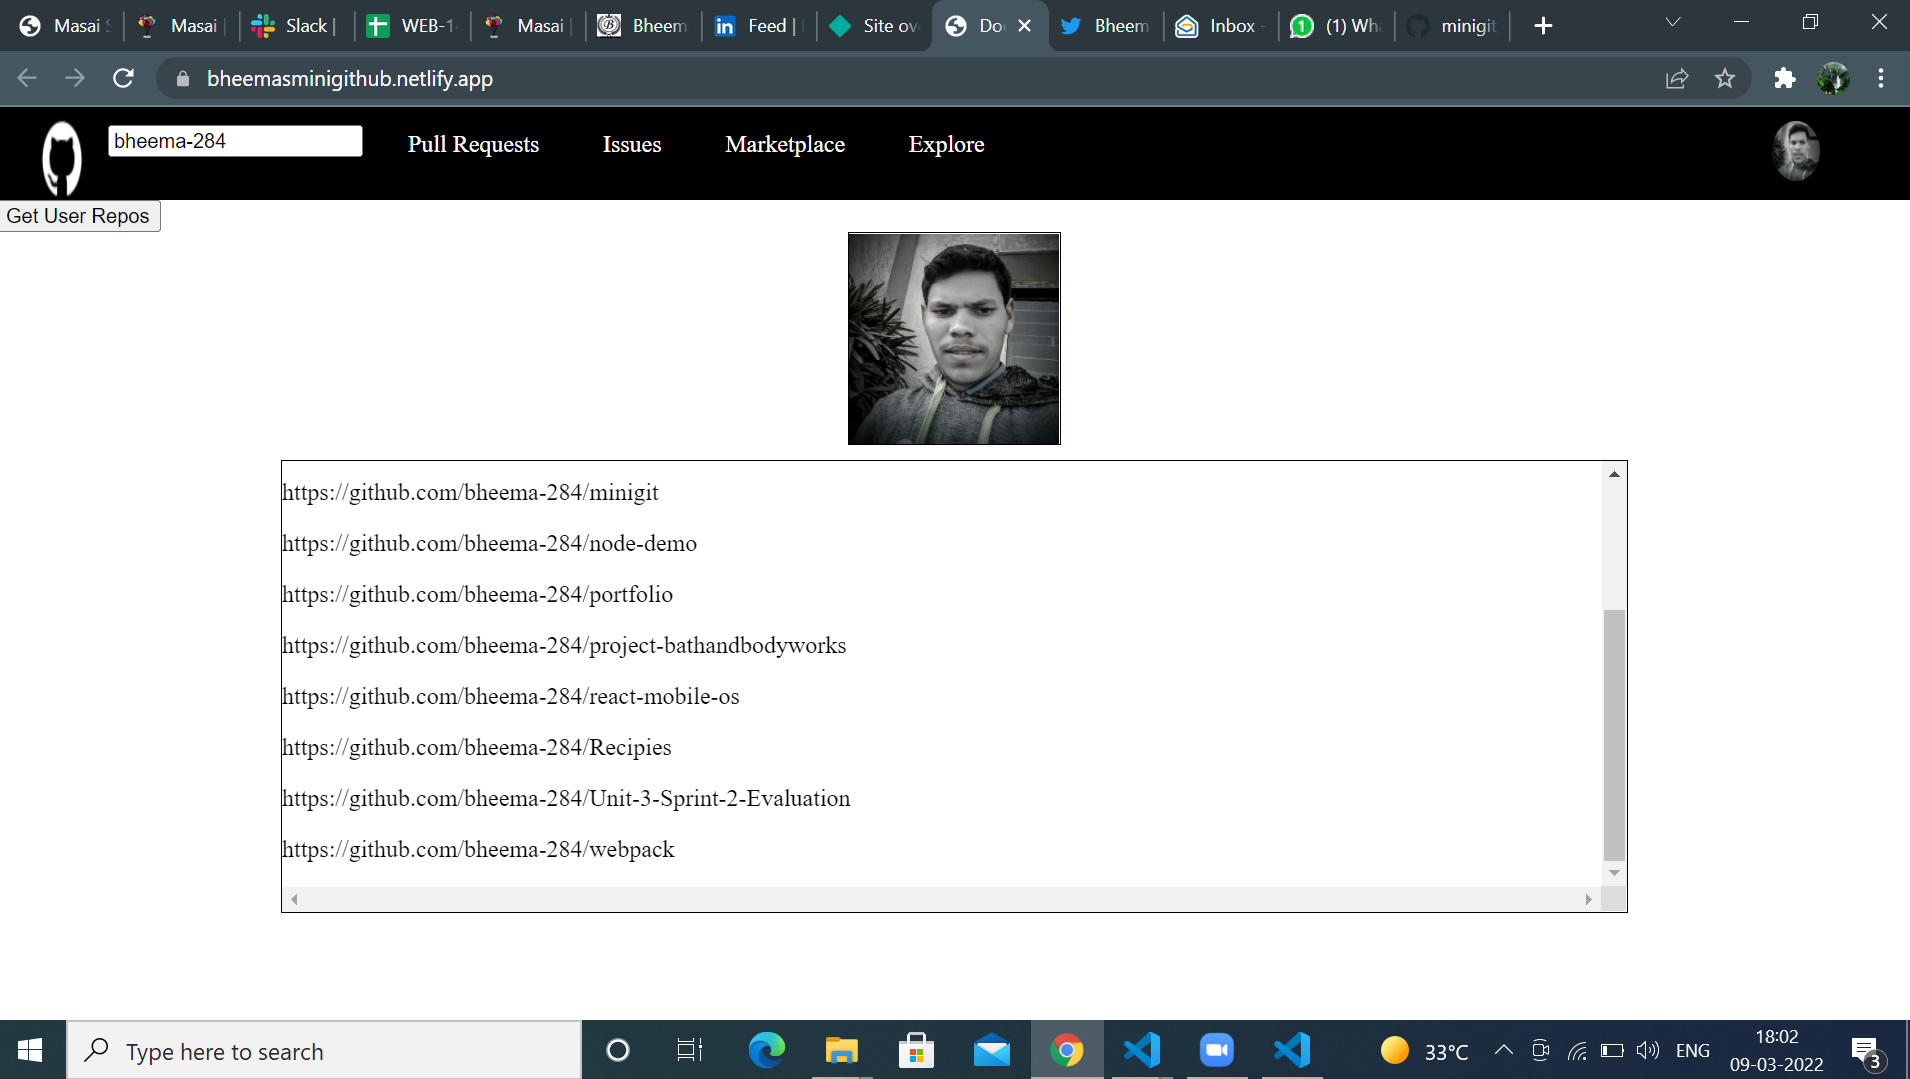 Masai S Masai Slack | WEB-1 Masai Bheem Feed | Site ov Do Bheem Inbox - (1) Wha minigit
bheemasminigithub.netlify.app
bheema-284 Pull Requests Issues Marketplace Explore
Get User Repos
https://github.com/bheema-284/minigit
https://github.com/bheema-284/node-demo
https://github.com/bheema-284/portfolio
https://github.com/bheema-284/project-bathandbodyworks
https://github.com/bheema-284/react-mobile-os
https://github.com/bheema-284/Recipies
https://github.com/bheema-284/Unit-3-Sprint-2-Evaluation
https://github.com/bheema-284/webpack
Type here to search 33°C ENG 18:02
09-03-2022 3